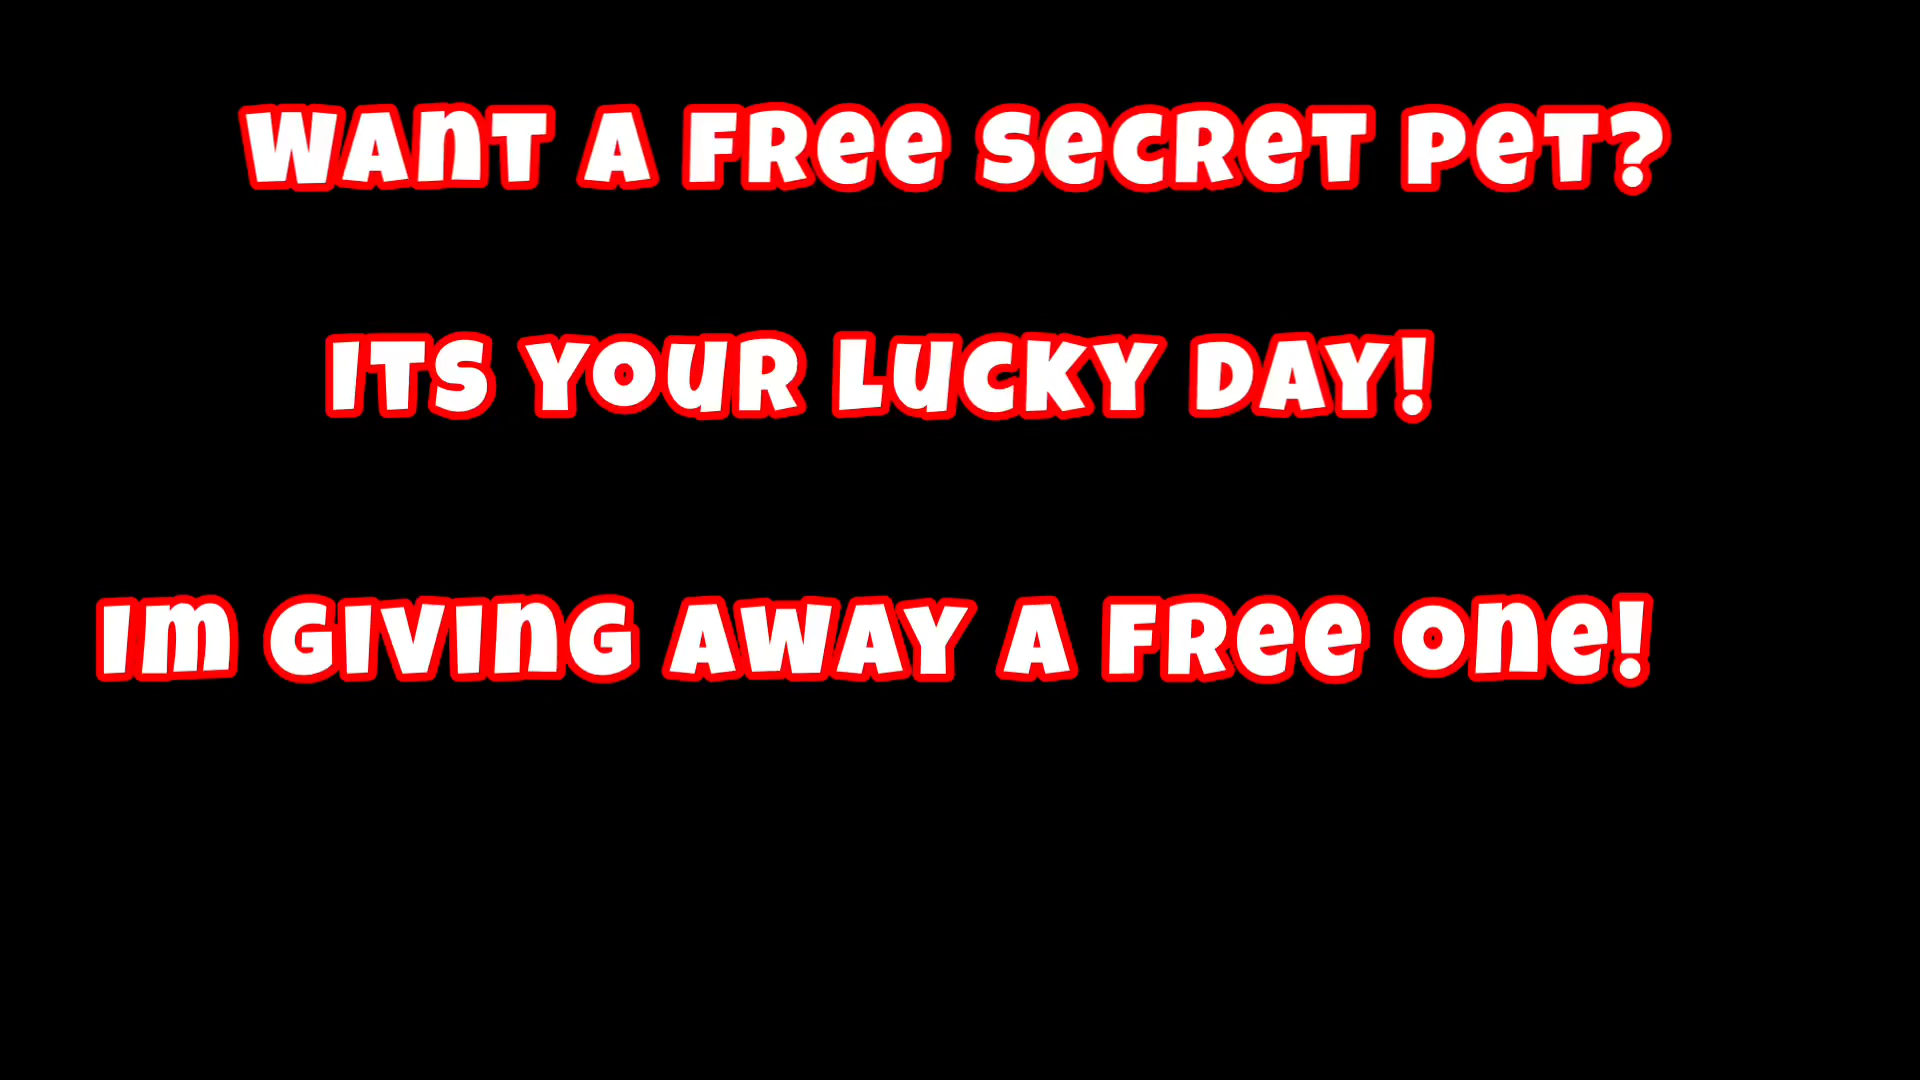 WANT A FREE SECRET PET?
ITS YOUR LUCKY DAY!
IM GIVING AWAY A FREE ONE!